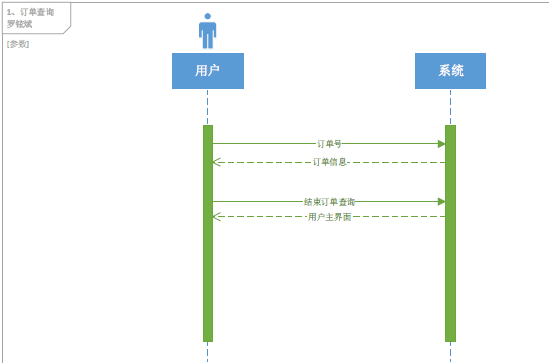 1、订单查询
罗铭斌
[参数]
用户
系统
订单号
订单信息
结束订单查询
用户主界面